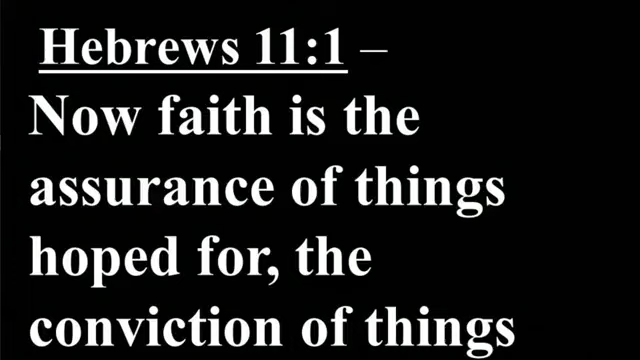 Hebrews 11:1 –
Now faith is the
assurance of things
hoped for, the
conviction of things